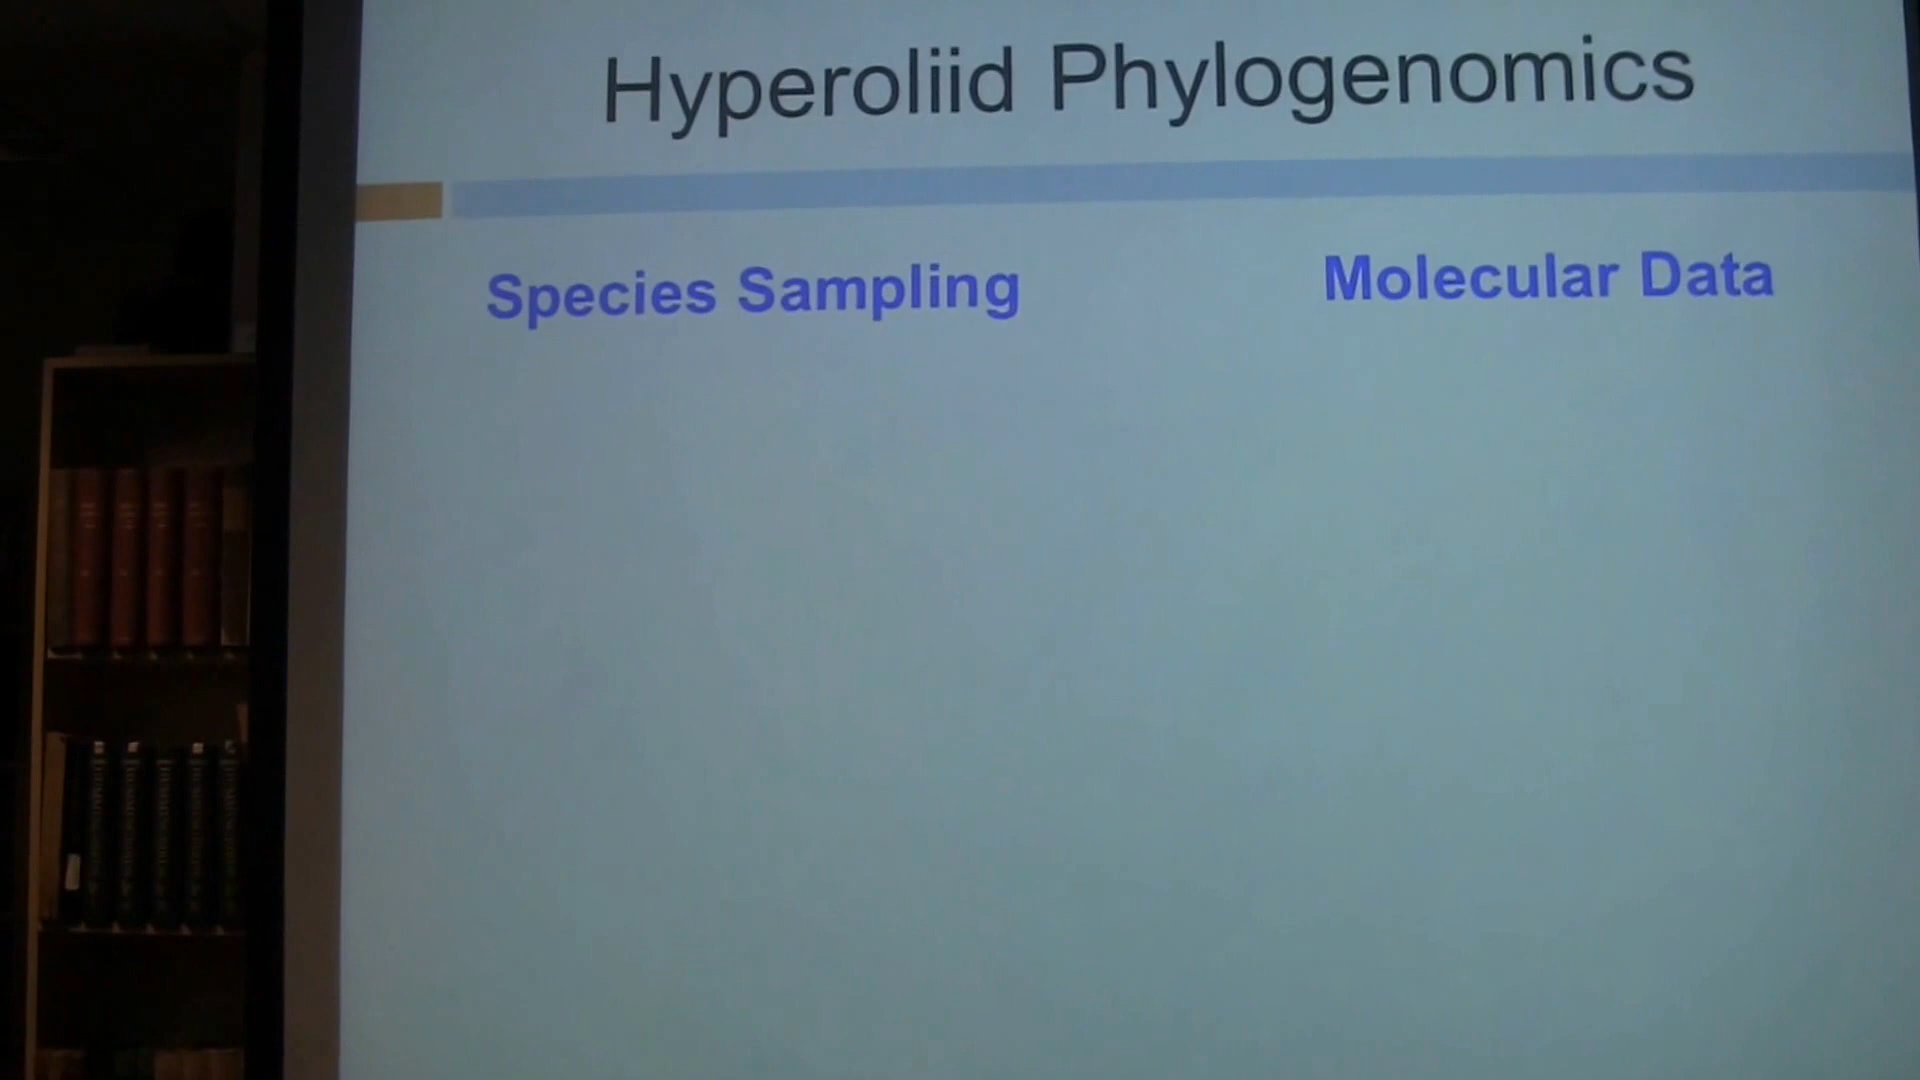 Hyperoliid Phylogenomics
Species Sampling
Molecular Data